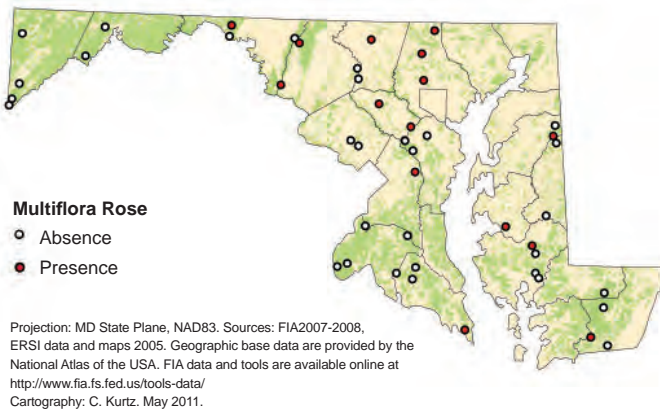 Multiflora Rose
Absence
Presence
Projection: MD State Plane, NAD83. Sources: FIA2007-2008,
ERSI data and maps 2005. Geographic base data are provided by the
National Atlas of the USA. FIA data and tools are available online at
http://www.fia.fs.fed.us/tools-data/
Cartography: C. Kurtz. May 2011.